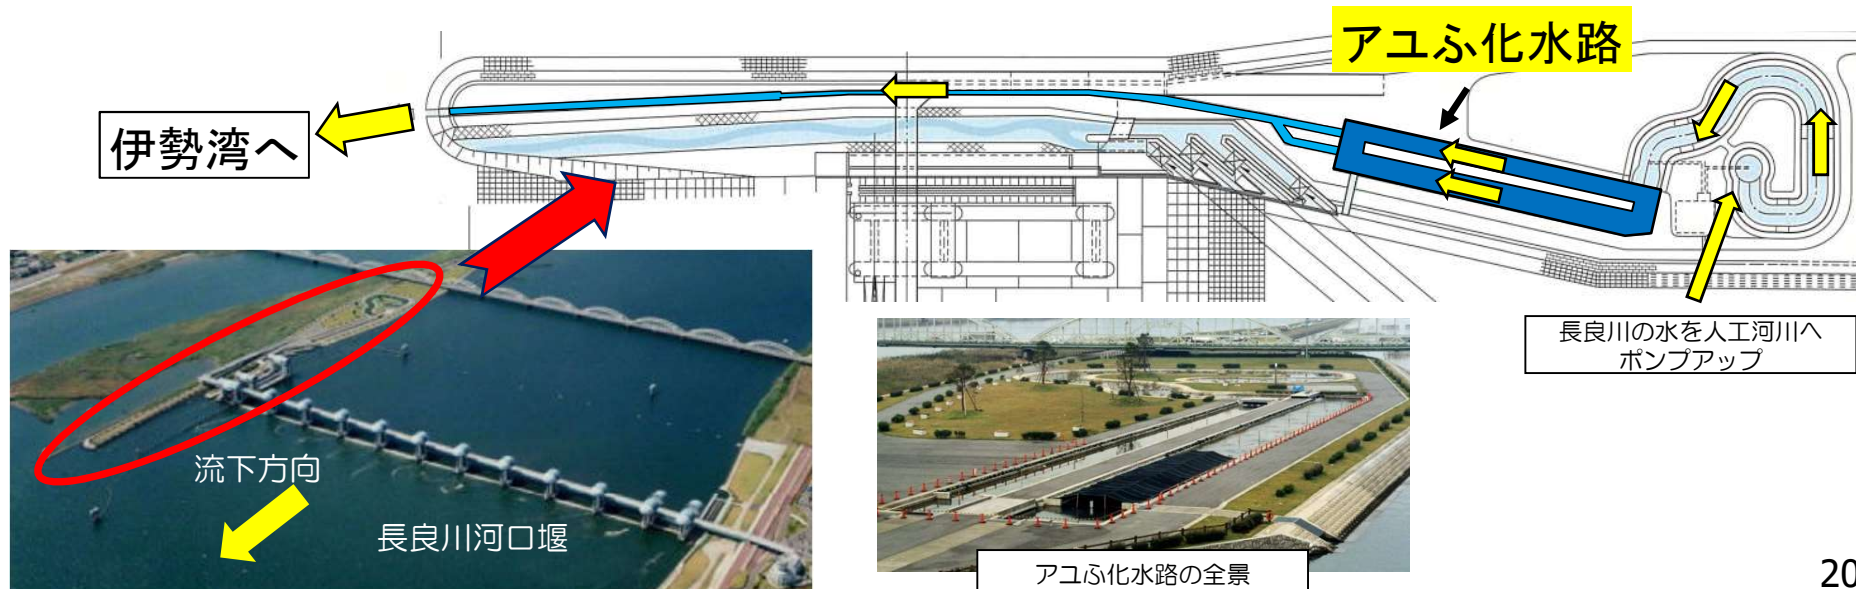 アユふ化水路
伊勢湾へ
長良川の水を人工河川へ
ポンプアップ
流下方向
長良川河口堰
アユふ化水路の全景
20